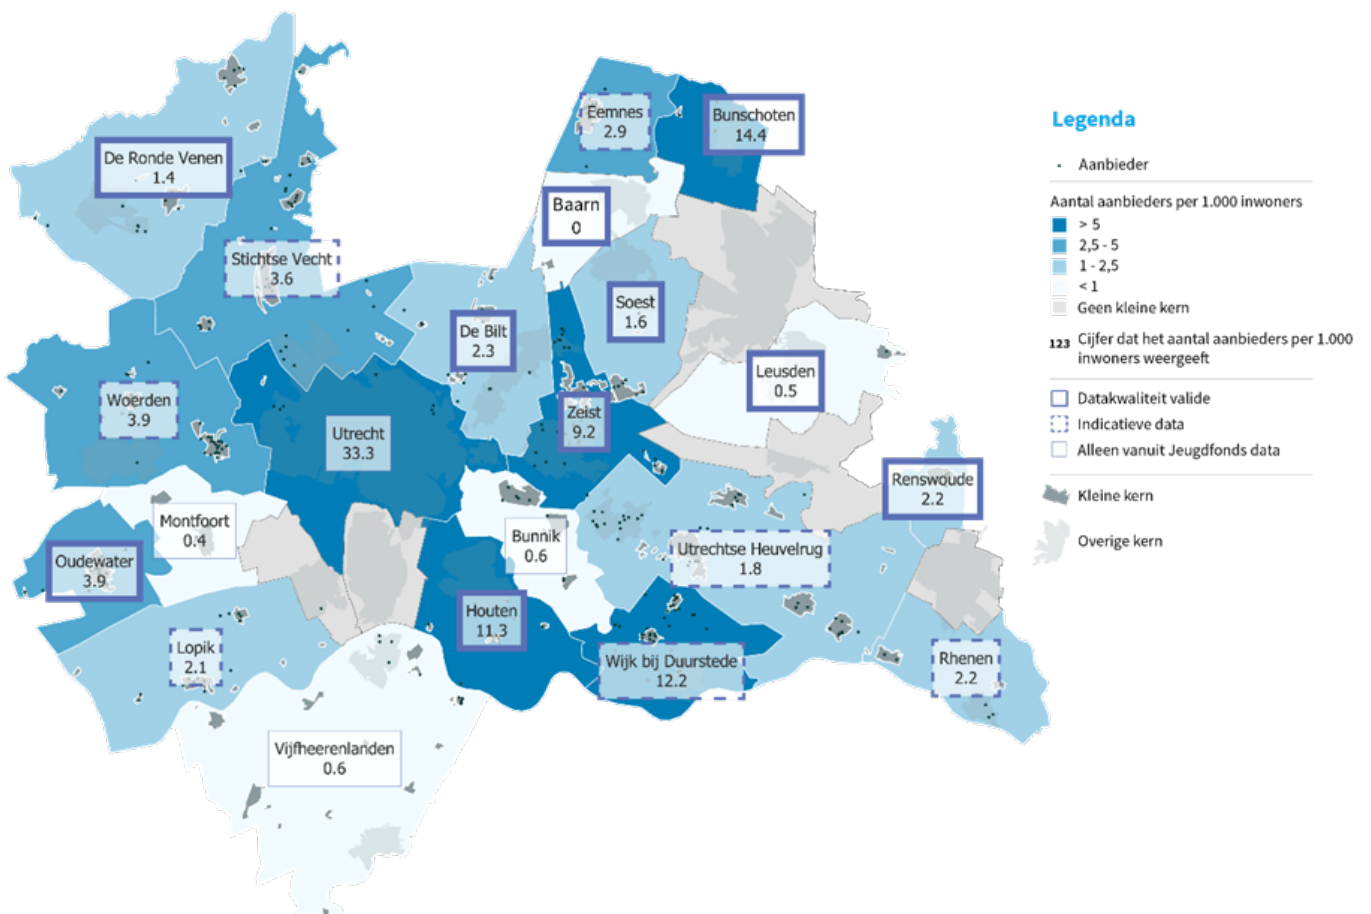 Eemnes
2.9
Bunschoten
14.4
De Ronde Venen
1.4
Baarn
0
Stichtse Vecht
3.6
Soest
1.6
De Bilt
2.3
Leusden
0.5
Woerden
3.9
Zeist
9.2
Utrecht
33.3
Renswoude
2.2
Montfoort
0.4
Bunnik
0.6
Utrechtse Heuvelrug
1.8
Oudewater
3.9
Houten
11.3
Lopik
2.1
Wijk bij Duurstede
12.2
Rhenen
2.2
Vijfheerenlanden
0.6
Legenda
Aanbieder
Aantal aanbieders per 1.000 inwoners
> 5
2,5 - 5
1 - 2,5
< 1
Geen kleine kern
123 Cijfer dat het aantal aanbieders per 1.000
inwoners weergeeft
Datakwaliteit valide
Indicatieve data
Alleen vanuit Jeugdfonds data
Kleine kern
Overige kern